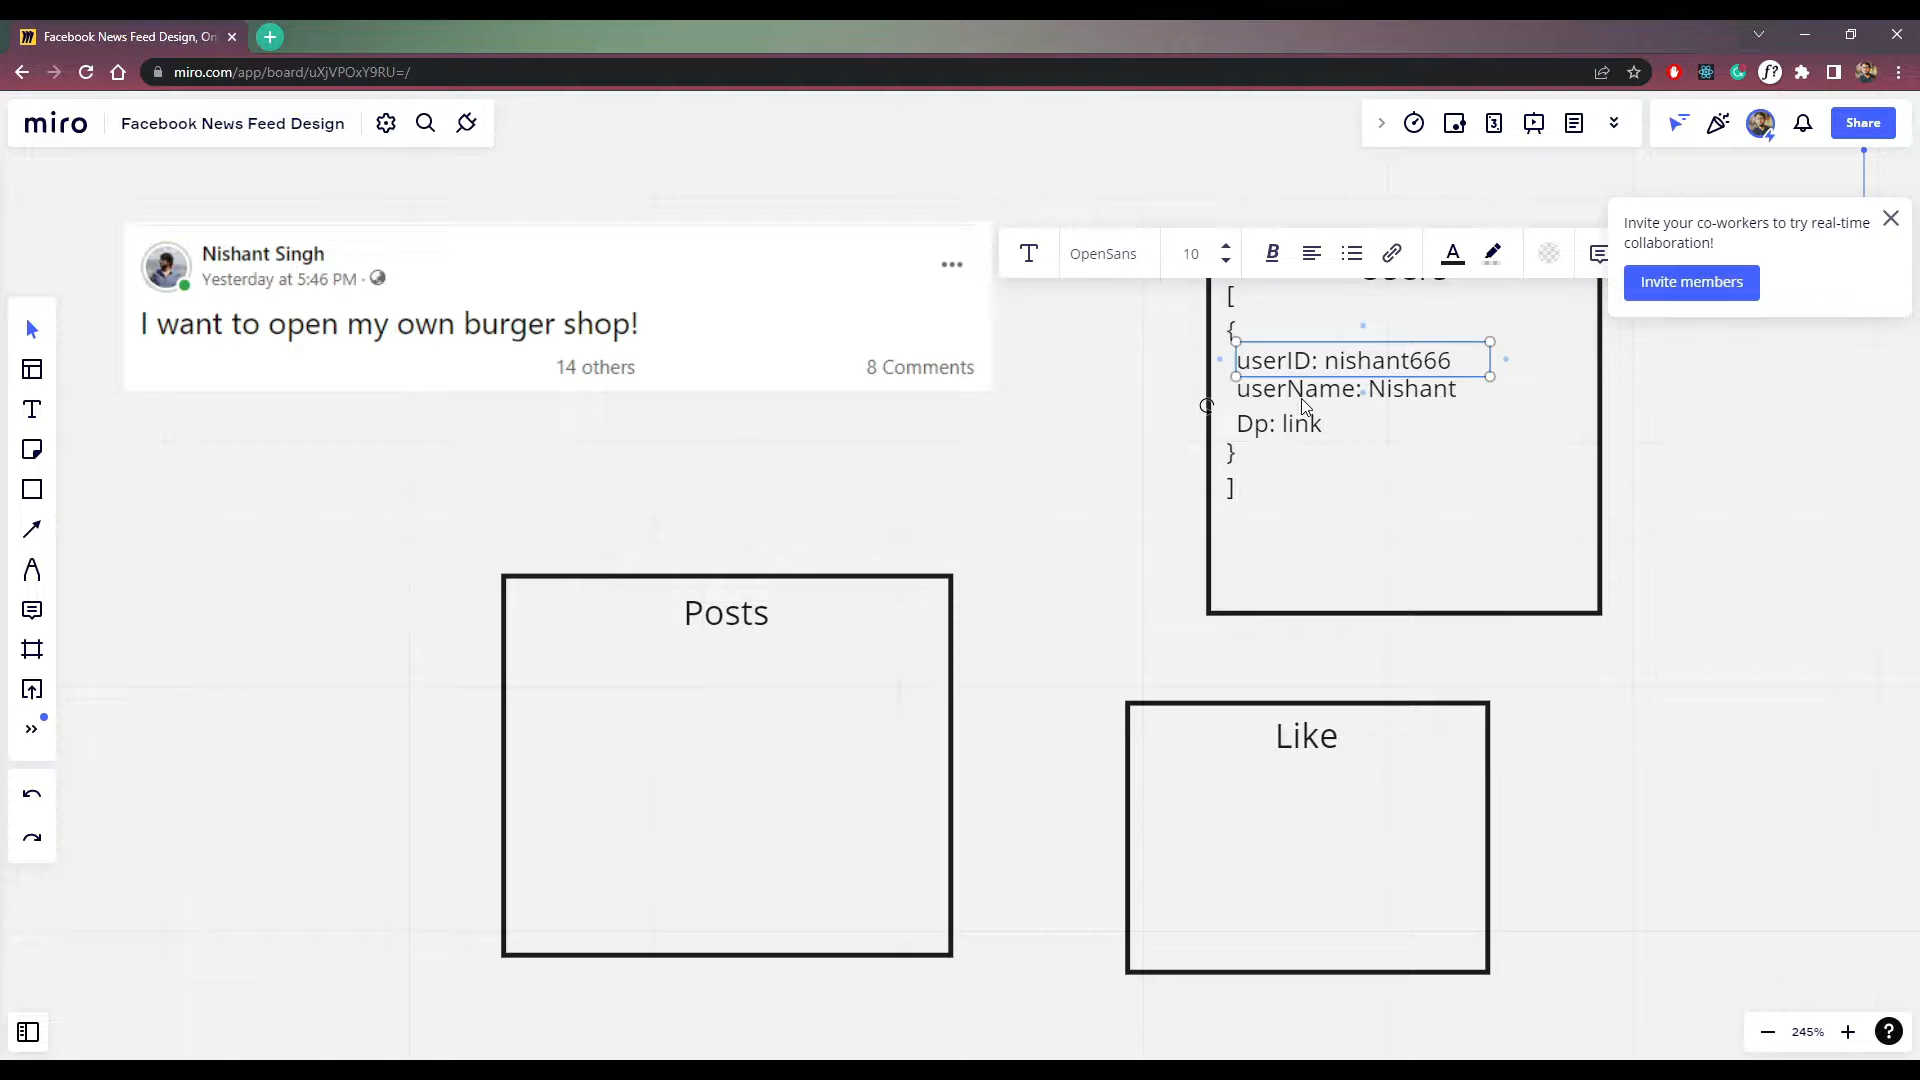 Facebook News Feed Design, On
miro.com/app/board/uXjVPOxY9RU=/
miro
Facebook News Feed Design
Share
Invite your co-workers to try real-time
collaboration!
Invite members
OpenSans
10
Nishant Singh
Yesterday at 5:46 PM ·
I want to open my own burger shop!
14 others
8 Comments
Users
[
{
userID: nishant666
userName: Nishant
Dp: link
}
]
Posts
Like
245%